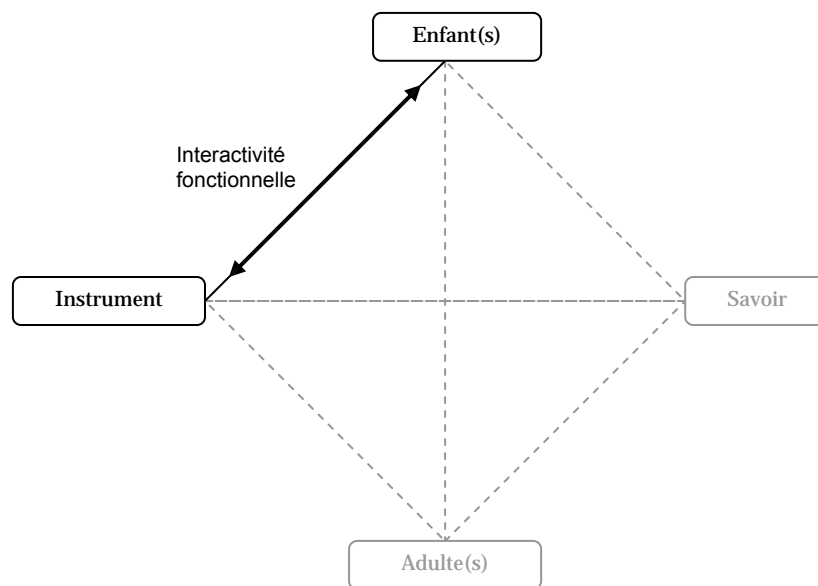 Enfant(s)
Interactivité
fonctionnelle
Instrument
Savoir
Adulte(s)